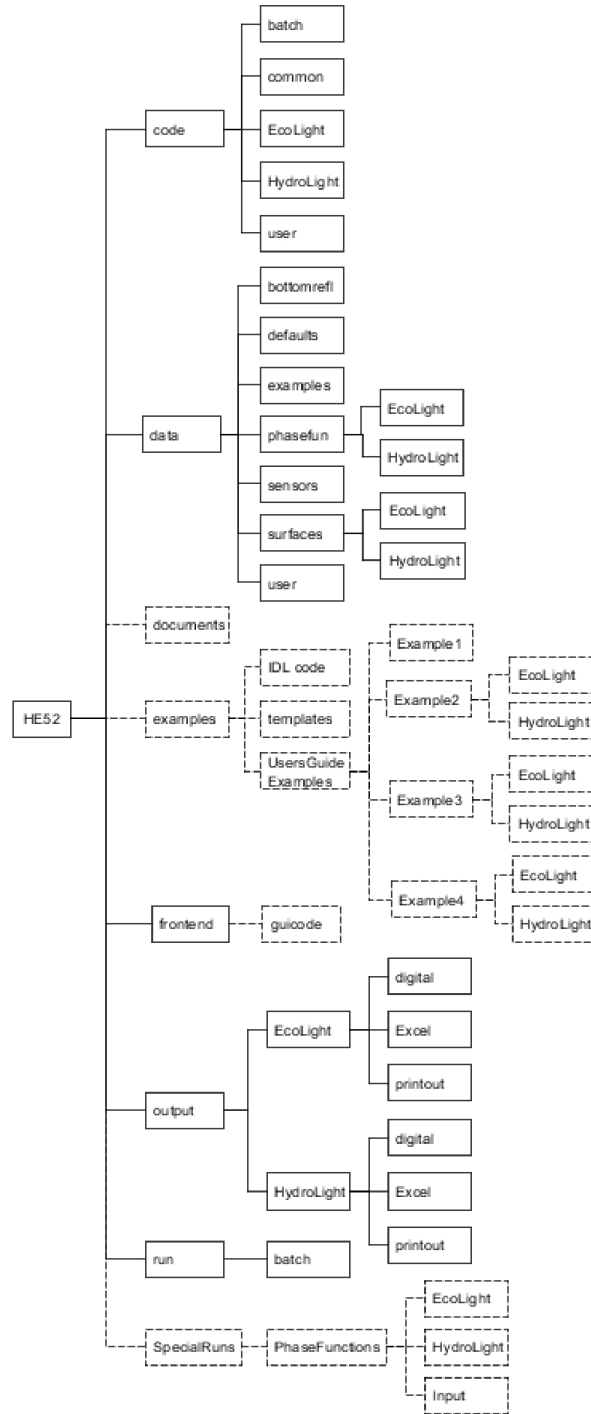 batch
common
code
EcoLight
HydroLight
user
bottomrefl
defaults
examples
EcoLight
data
phasefun
HydroLight
sensors
EcoLight
surfaces
HydroLight
user
documents
Example1
IDL code
EcoLight
Example2
HE52
examples
templates
HydroLight
UsersGuide
Examples
EcoLight
Example3
HydroLight
EcoLight
Example4
frontend
guicode
HydroLight
digital
EcoLight
Excel
printout
output
digital
HydroLight
Excel
printout
run
batch
EcoLight
SpecialRuns
PhaseFunctions
HydroLight
Input